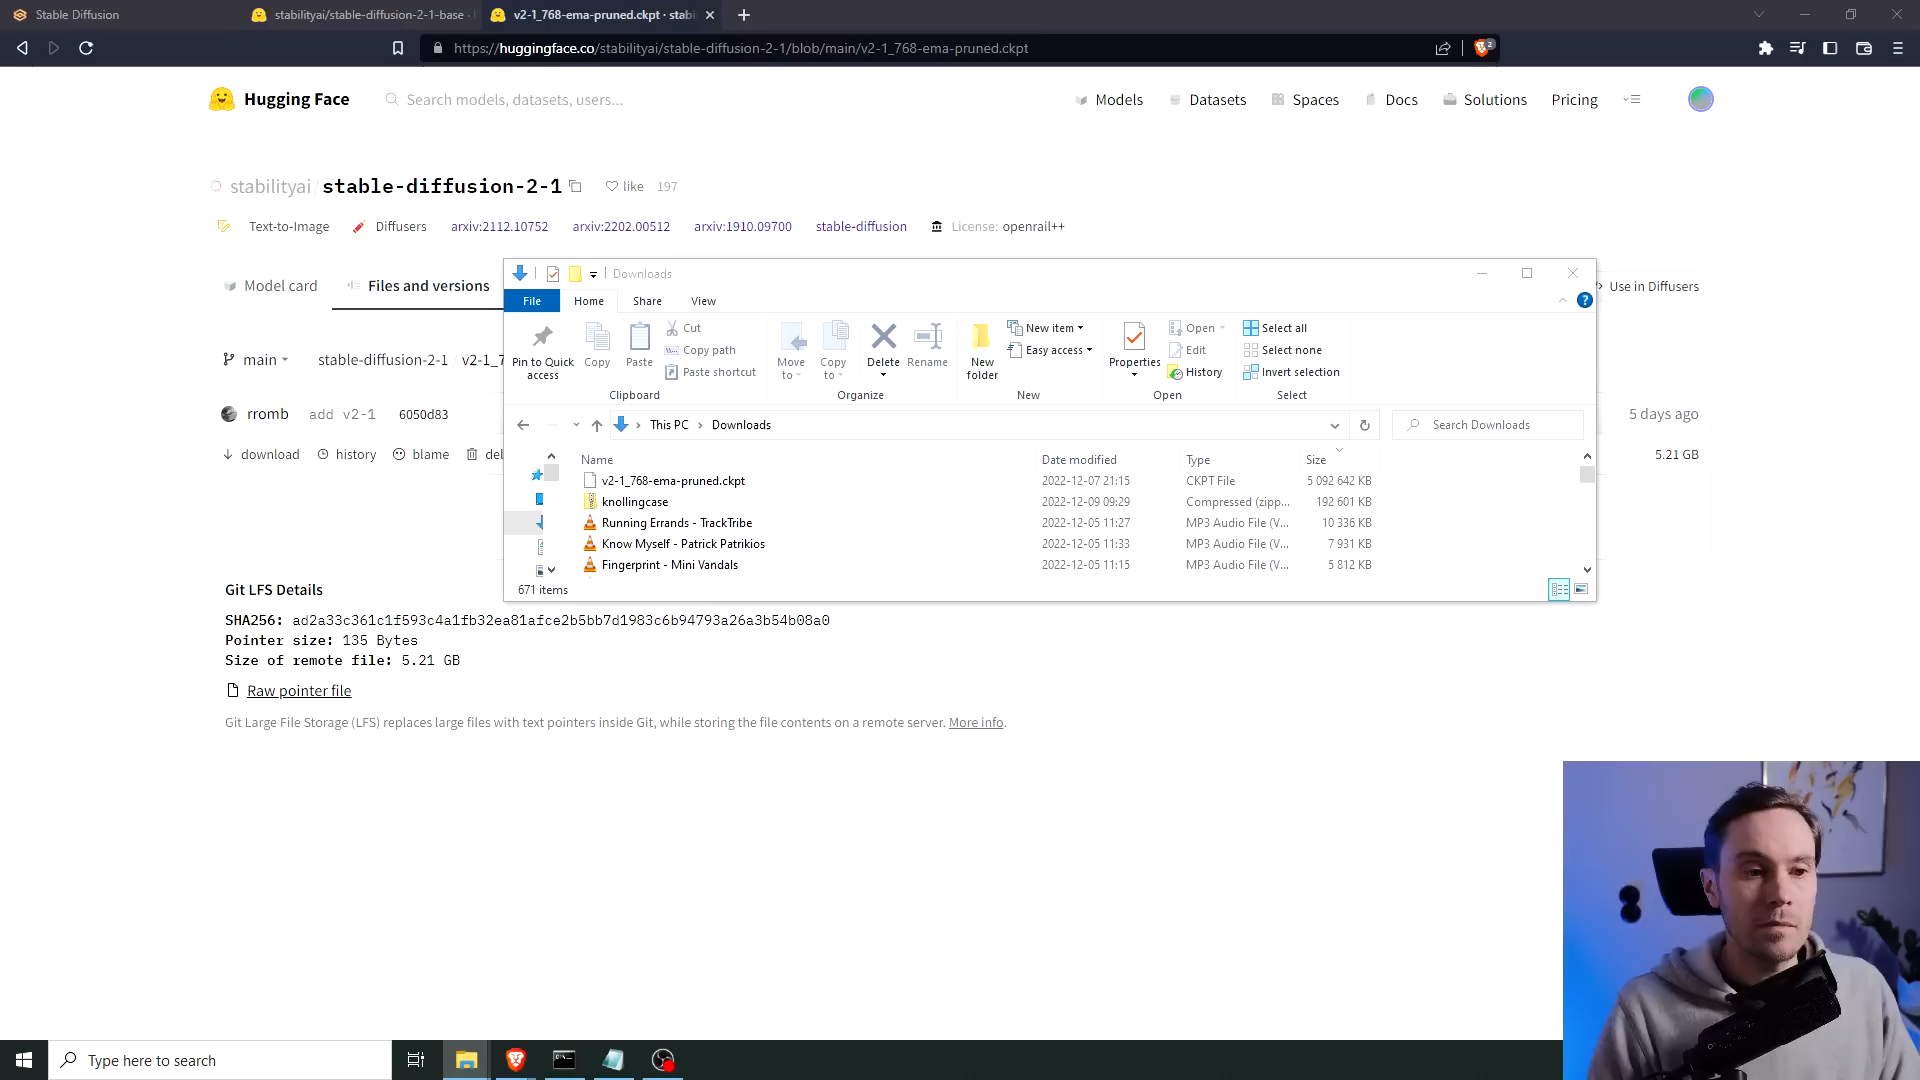 Stable Diffusion
stabilityai/stable-diffusion-2-1-base ·
v2-1_768-ema-pruned.ckpt · stabi
https://huggingface.co/stabilityai/stable-diffusion-2-1/blob/main/v2-1_768-ema-pruned.ckpt
2
Hugging Face
Search models, datasets, users...
Models
Datasets
Spaces
Docs
Solutions
Pricing
stabilityai/stable-diffusion-2-1
like 197
Text-to-Image
Diffusers
arxiv:2112.10752
arxiv:2202.00512
arxiv:1910.09700
stable-diffusion
License: openrail++
Model card
Files and versions
Use in Diffusers
Downloads
File
Home
Share
View
Pin to Quick access
Copy
Paste
Cut
Copy path
Paste shortcut
Clipboard
Move to
Copy to
Delete
Rename
Organize
New folder
New item
Easy access
New
Properties
Open
Edit
History
Open
Select all
Select none
Invert selection
Select
This PC > Downloads
Search Downloads
main
stable-diffusion-2-1 / v2-1_7
rromb add v2-1 6050d83
5 days ago
download
history
blame
del
5.21 GB
Name Date modified Type Size
v2-1_768-ema-pruned.ckpt 2022-12-07 21:15 CKPT File 5 092 642 KB
knollingcase 2022-12-09 09:29 Compressed (zipp... 192 601 KB
Running Errands - TrackTribe 2022-12-05 11:27 MP3 Audio File (V... 10 336 KB
Know Myself - Patrick Patrikios 2022-12-05 11:33 MP3 Audio File (V... 7 931 KB
Fingerprint - Mini Vandals 2022-12-05 11:15 MP3 Audio File (V... 5 812 KB
671 items
Git LFS Details
SHA256: ad2a33c361c1f593c4a1fb32ea81afce2b5bb7d1983c6b94793a26a3b54b08a0
Pointer size: 135 Bytes
Size of remote file: 5.21 GB
Raw pointer file
Git Large File Storage (LFS) replaces large files with text pointers inside Git, while storing the file contents on a remote server. More info.
Type here to search